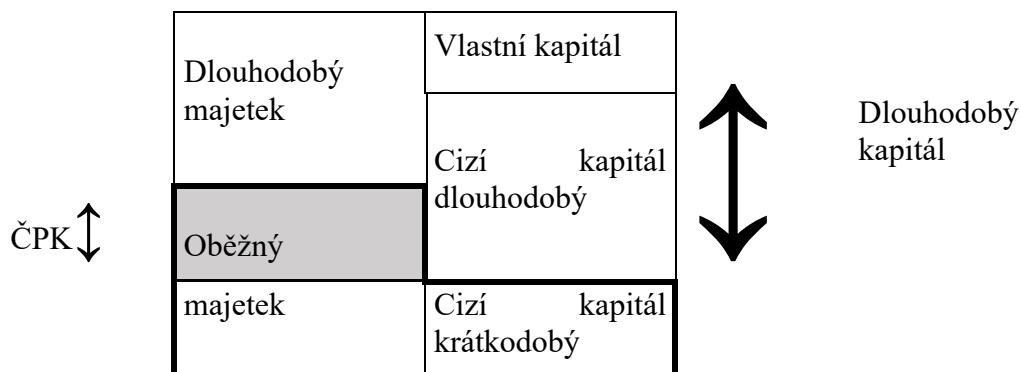 Vlastní kapitál
Dlouhodobý
majetek
Dlouhodobý
kapitál
Cizí kapitál
dlouhodobý
ČPK
Oběžný
majetek
Cizí kapitál
krátkodobý